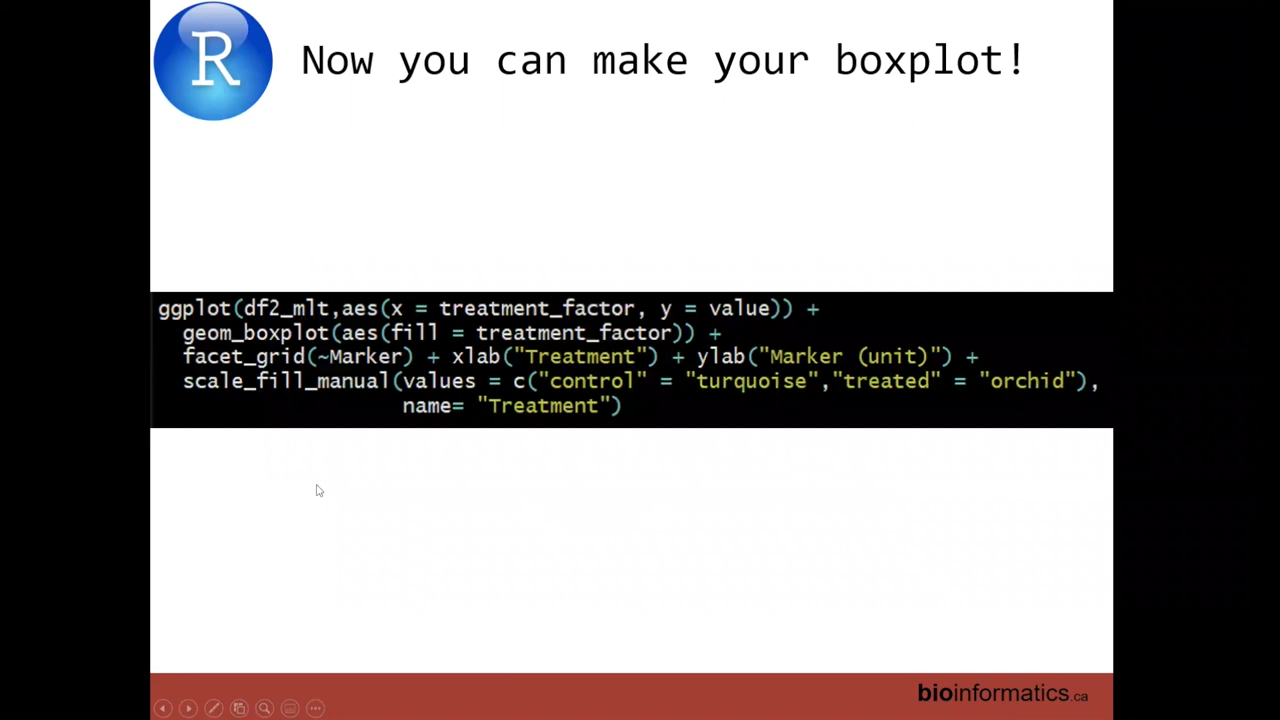 R
Now you can make your boxplot!
ggplot(df2_mlt,aes(x = treatment_factor, y = value)) +
geom_boxplot(aes(fill = treatment_factor)) +
facet_grid(~Marker) + xlab("Treatment") + ylab("Marker (unit)") +
scale_fill_manual(values = c("control" = "turquoise","treated" = "orchid"),
name= "Treatment")
bioinformatics.ca